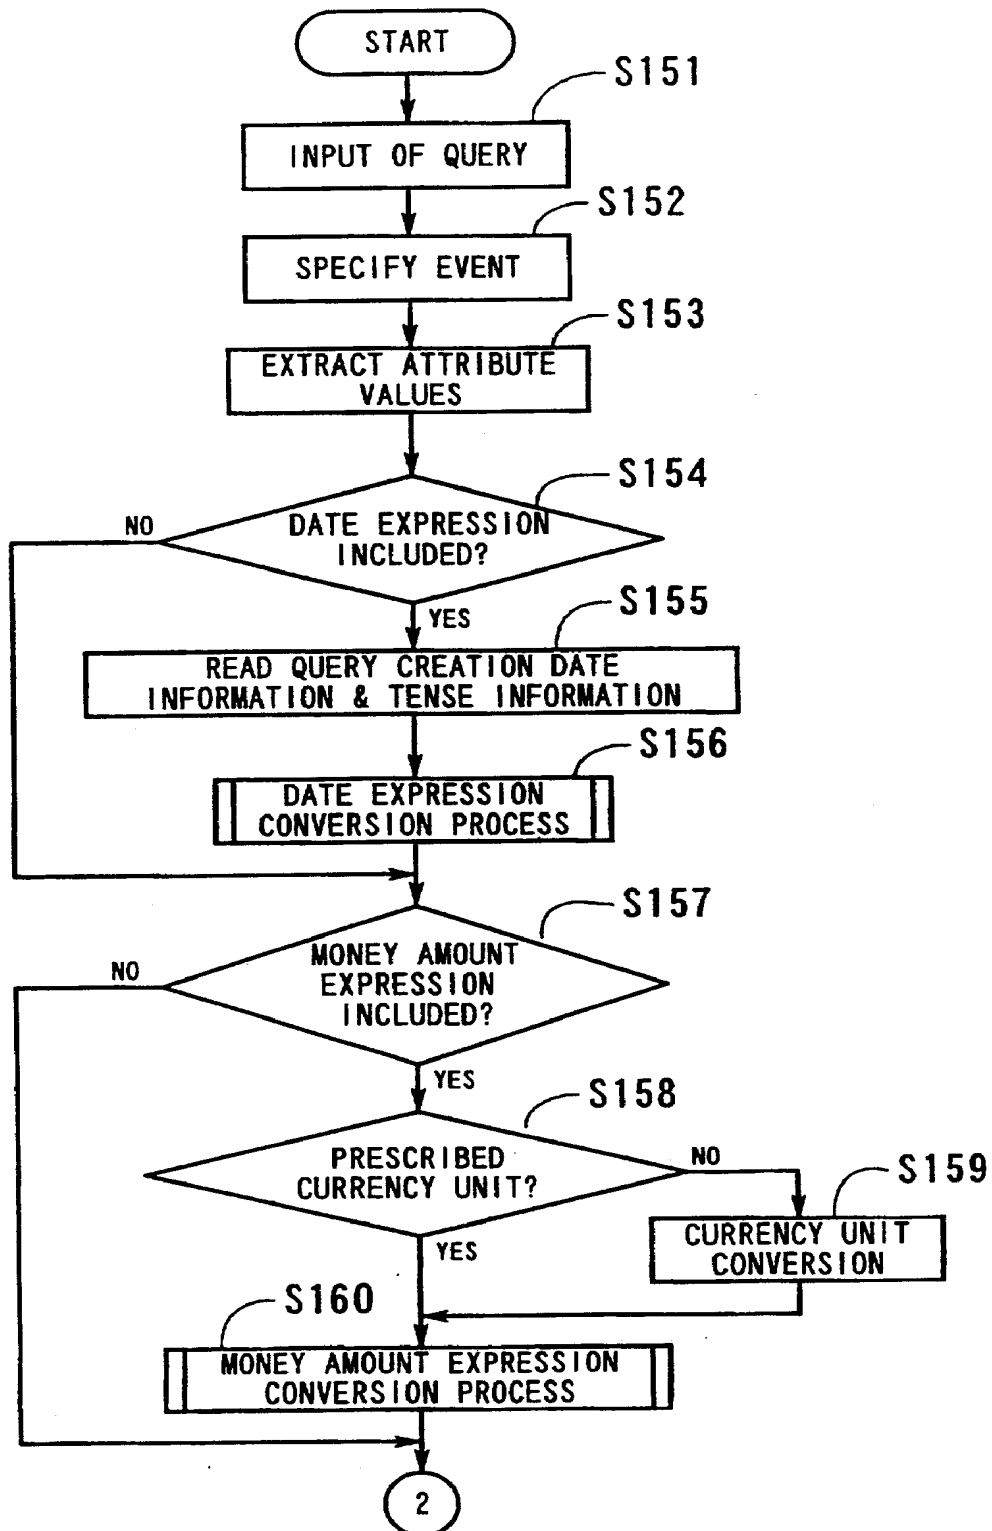 START
S151
INPUT OF QUERY
S152
SPECIFY EVENT
S153
EXTRACT ATTRIBUTE
VALUES
S154
NO
DATE EXPRESSION
INCLUDED?
YES
S155
READ QUERY CREATION DATE
INFORMATION & TENSE INFORMATION
S156
DATE EXPRESSION
CONVERSION PROCESS
S157
NO
MONEY AMOUNT
EXPRESSION
INCLUDED?
YES
S158
PRESCRIBED
CURRENCY UNIT?
NO
S159
YES
CURRENCY UNIT
CONVERSION
S160
MONEY AMOUNT EXPRESSION
CONVERSION PROCESS
2